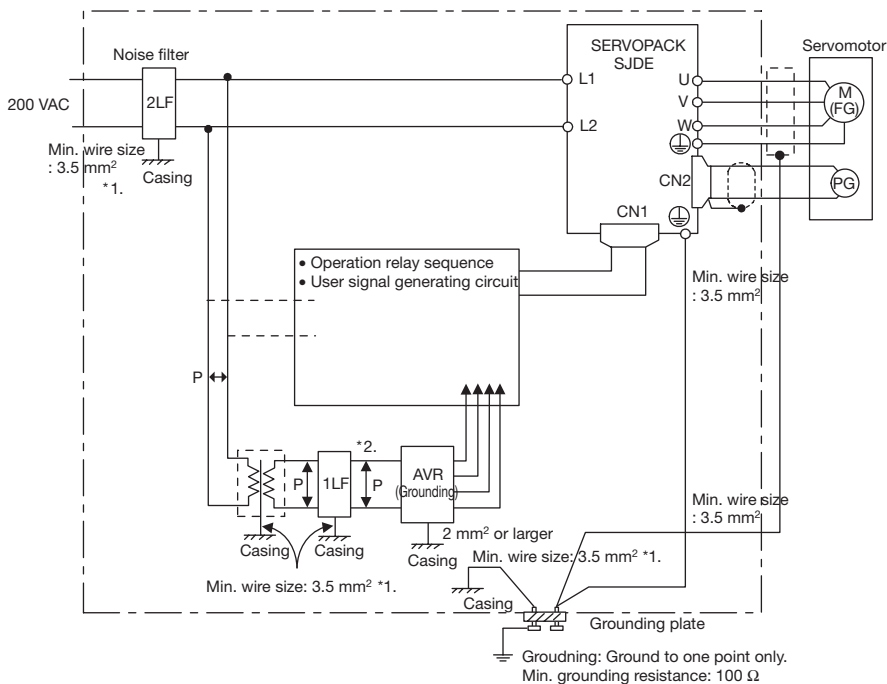 Noise filter
200 VAC
2LF
Min. wire size
: 3.5 mm²
*1.
Casing
SERVOPACK
SJDE
L1
L2
U
V
W
CN2
CN1
Servomotor
M
(FG)
PG
• Operation relay sequence
• User signal generating circuit
Min. wire size
: 3.5 mm²
P
*2.
P
1LF
P
AVR
(Grounding)
Casing
Casing
Casing
2 mm² or larger
Min. wire size
: 3.5 mm²
Min. wire size: 3.5 mm² *1.
Min. wire size: 3.5 mm² *1.
Casing
Grounding plate
Groudning: Ground to one point only.
Min. grounding resistance: 100 Ω